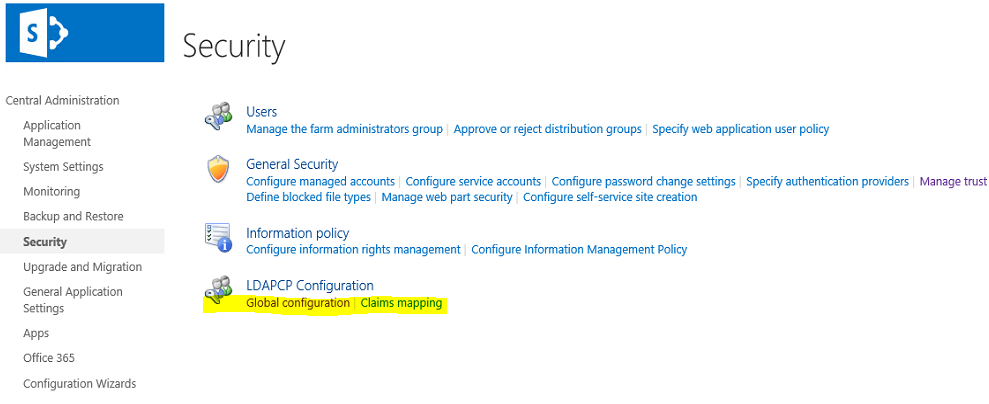 S
Security
Central Administration
Application
Management
System Settings
Monitoring
Backup and Restore
Security
Upgrade and Migration
General Application
Settings
Apps
Office 365
Configuration Wizards
Users
Manage the farm administrators group | Approve or reject distribution groups | Specify web application user policy
General Security
Configure managed accounts | Configure service accounts | Configure password change settings | Specify authentication providers | Manage trust
Define blocked file types | Manage web part security | Configure self-service site creation
Information policy
Configure information rights management | Configure Information Management Policy
LDAPCP Configuration
Global configuration | Claims mapping